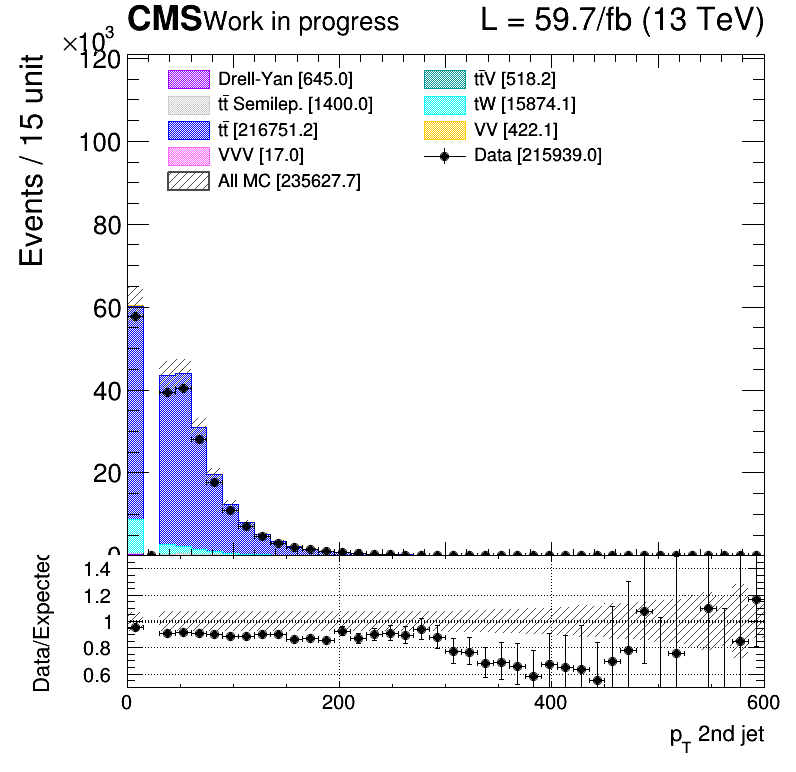 CMS Work in progress L = 59.7/fb (13 TeV)
×10³
Events / 15 unit
120
100
80
60
40
20
0
Drell-Yan [645.0]
tt̄ Semilep. [1400.0]
tt̄ [216751.2]
VVV [17.0]
All MC [235627.7]
tt̄V [518.2]
tW [15874.1]
VV [422.1]
Data [215939.0]
Data/Expected
1.4
1.2
1
0.8
0.6
0 200 400 600
p_T 2nd jet